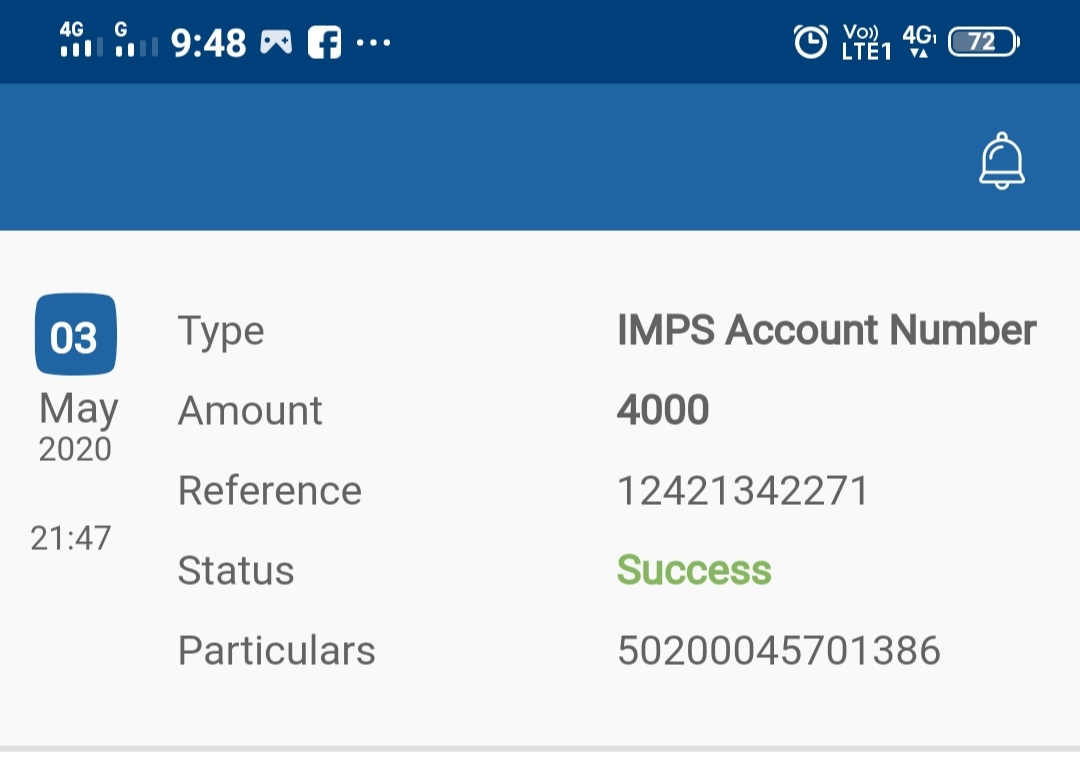 4G G 9:48 ... Vo)) LTE1 4G1 72
03 May 2020
21:47
Type IMPS Account Number
Amount 4000
Reference 12421342271
Status Success
Particulars 50200045701386